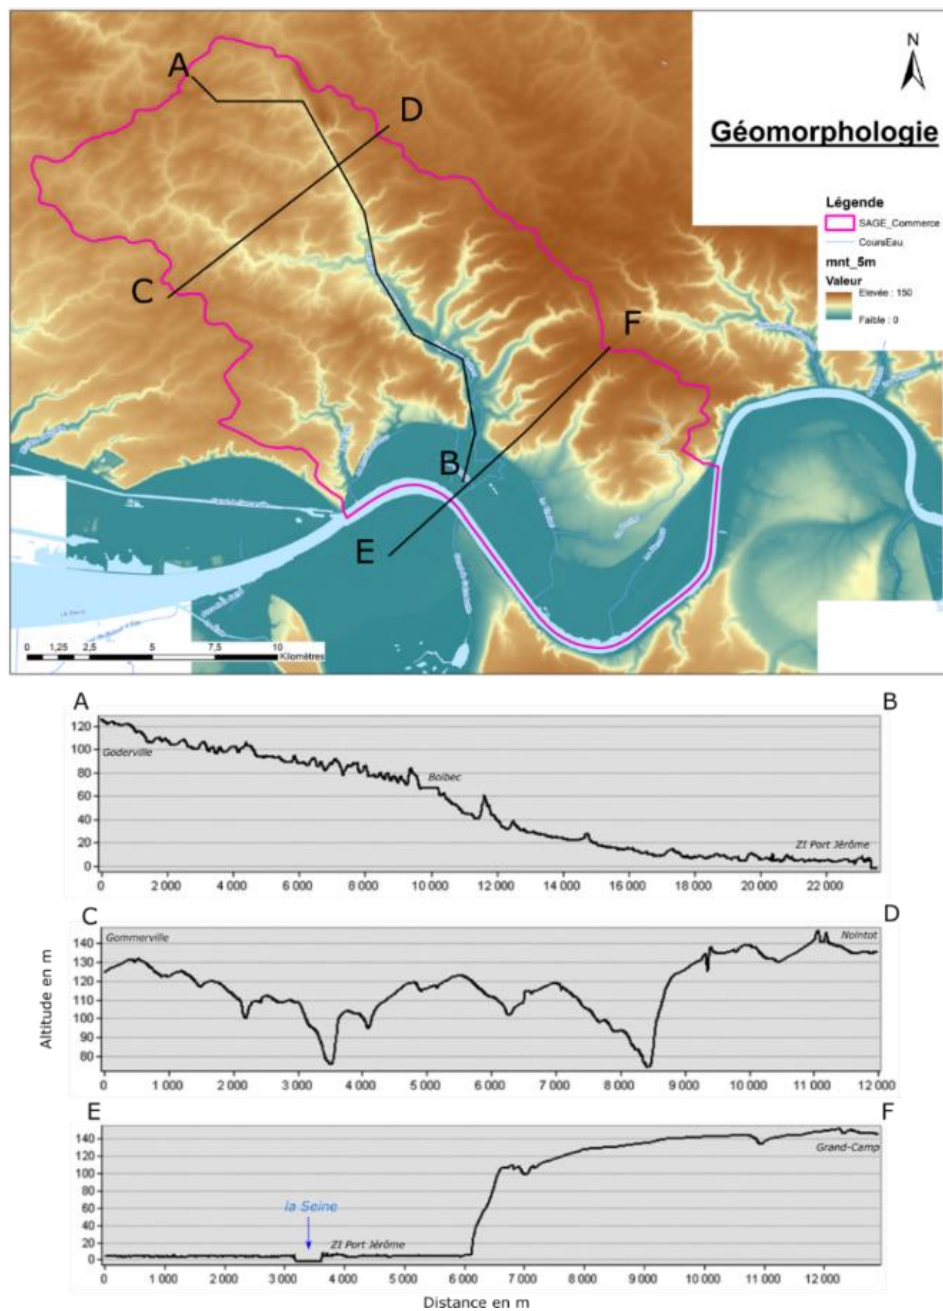 N
Géomorphologie
Légende
SAGE_Commerce
CoursEau
mnt_5m
Valeur
Elevée : 150
Faible : 0
A
D
C
F
B
E
0 1,25 2,5 5 7,5 10
Kilomètres
A B
120
100
80
60
40
20
0
Goderville
Bolbec
ZI Port Jérôme
0 2 000 4 000 6 000 8 000 10 000 12 000 14 000 16 000 18 000 20 000 22 000
C D
Altitude en m
140
130
120
110
100
90
80
Gommerville
Nointot
0 1 000 2 000 3 000 4 000 5 000 6 000 7 000 8 000 9 000 10 000 11 000 12 000
E F
140
120
100
80
60
40
20
0
Grand-Camp
la Seine
ZI Port Jérôme
0 1 000 2 000 3 000 4 000 5 000 6 000 7 000 8 000 9 000 10 000 11 000 12 000
Distance en m